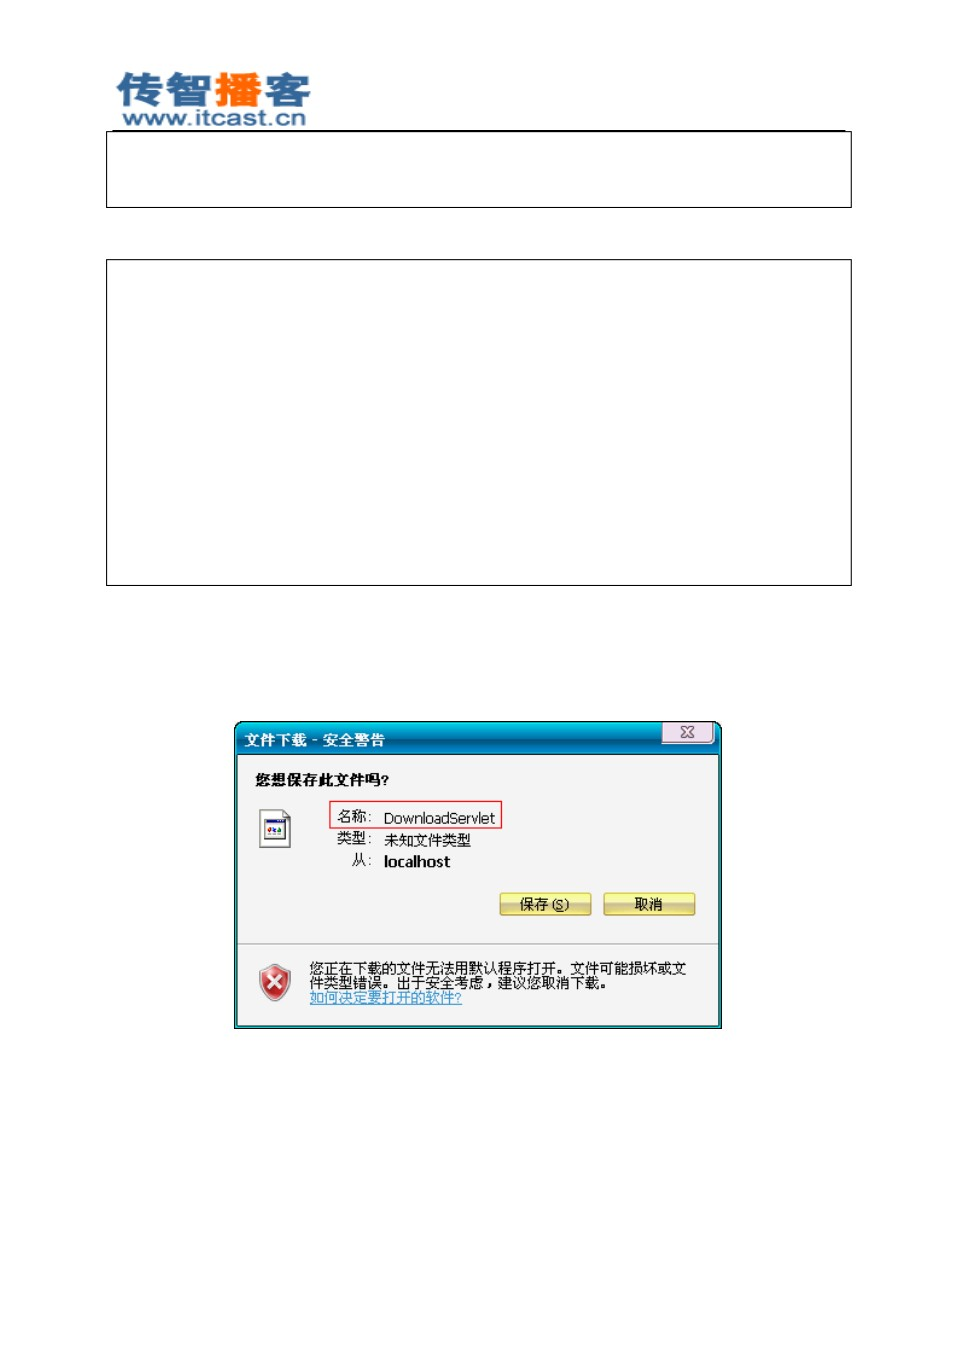 传智播客
www.itcast.cn
文件下载 - 安全警告
您想保存此文件吗?
名称: DownloadServlet
类型: 未知文件类型
从: localhost
保存(S) 取消
您正在下载的文件无法用默认程序打开。文件可能损坏或文
件类型错误。出于安全考虑，建议您取消下载。
如何决定要打开的软件?